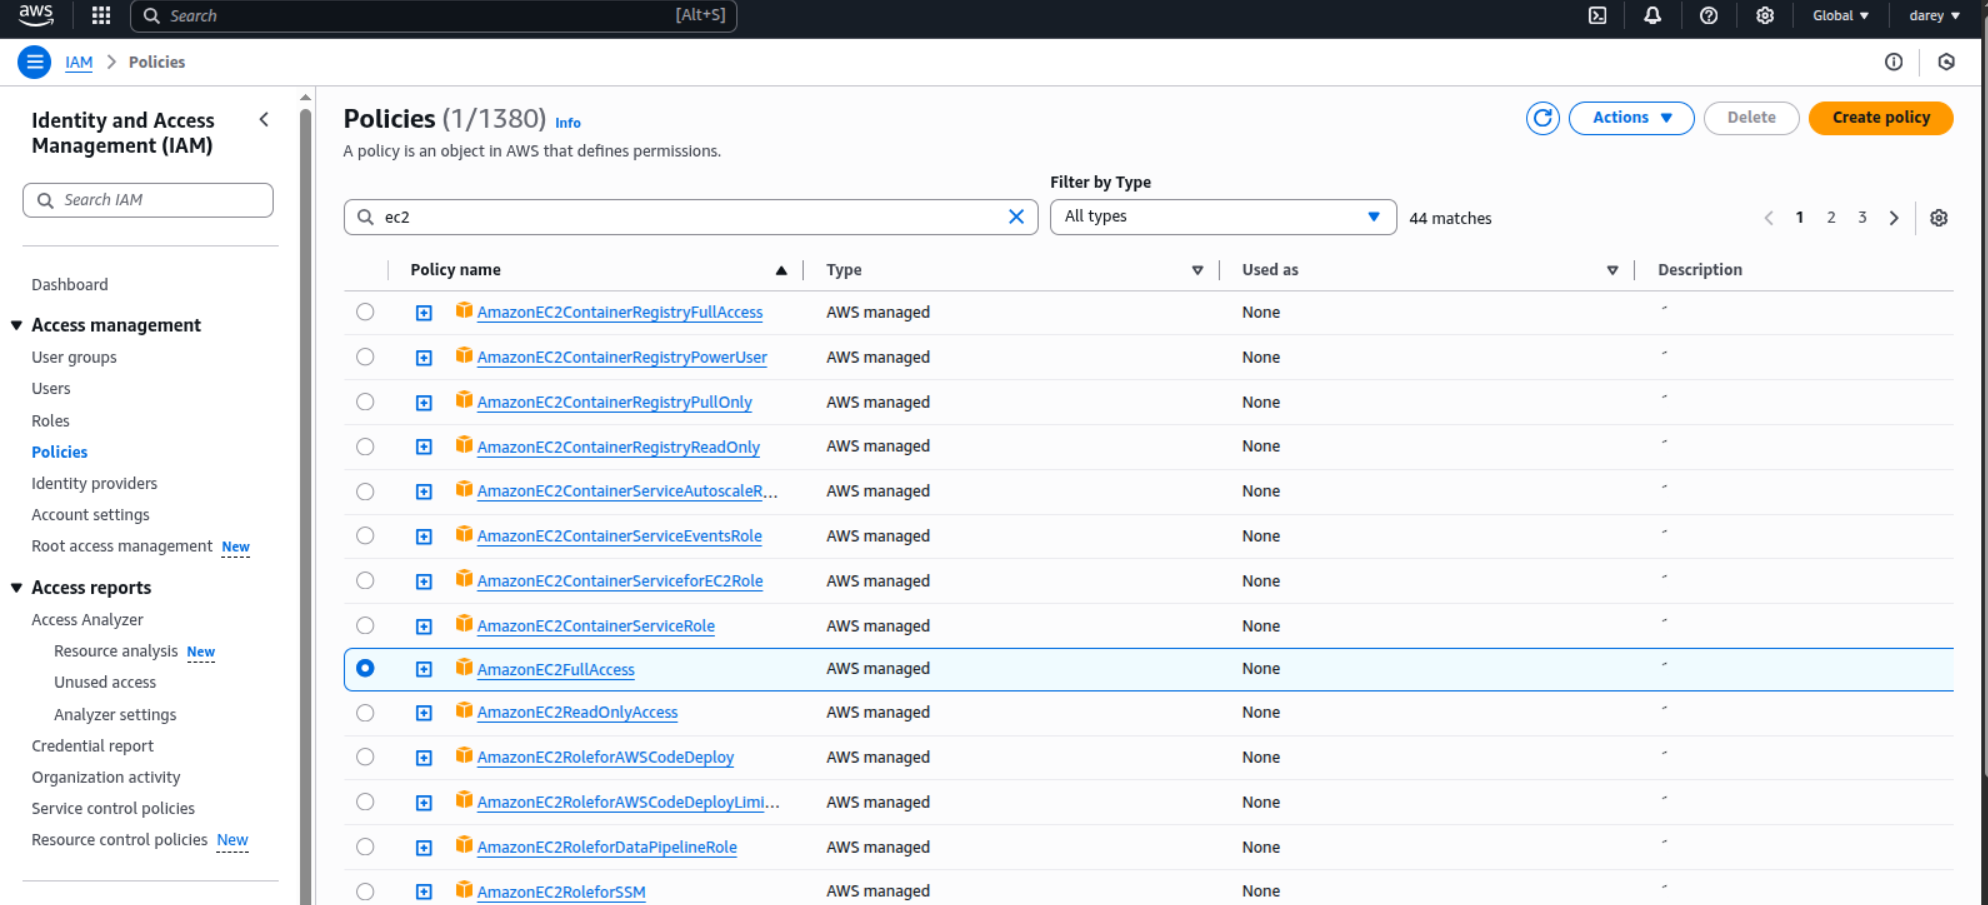 aws
Search [Alt+S]
Global
darey
IAM > Policies
Identity and Access Management (IAM)
Search IAM
Dashboard
Access management
User groups
Users
Roles
Policies
Identity providers
Account settings
Root access management New
Access reports
Access Analyzer
Resource analysis New
Unused access
Analyzer settings
Credential report
Organization activity
Service control policies
Resource control policies New
Policies (1/1380) Info
A policy is an object in AWS that defines permissions.
Actions
Delete
Create policy
Filter by Type
ec2
All types
44 matches
1 2 3
Policy name Type Used as Description
AmazonEC2ContainerRegistryFullAccess AWS managed None -
AmazonEC2ContainerRegistryPowerUser AWS managed None -
AmazonEC2ContainerRegistryPullOnly AWS managed None -
AmazonEC2ContainerRegistryReadOnly AWS managed None -
AmazonEC2ContainerServiceAutoscaleR... AWS managed None -
AmazonEC2ContainerServiceEventsRole AWS managed None -
AmazonEC2ContainerServiceforEC2Role AWS managed None -
AmazonEC2ContainerServiceRole AWS managed None -
AmazonEC2FullAccess AWS managed None -
AmazonEC2ReadOnlyAccess AWS managed None -
AmazonEC2RoleforAWSCodeDeploy AWS managed None -
AmazonEC2RoleforAWSCodeDeployLimi... AWS managed None -
AmazonEC2RoleforDataPipelineRole AWS managed None -
AmazonEC2RoleforSSM AWS managed None -